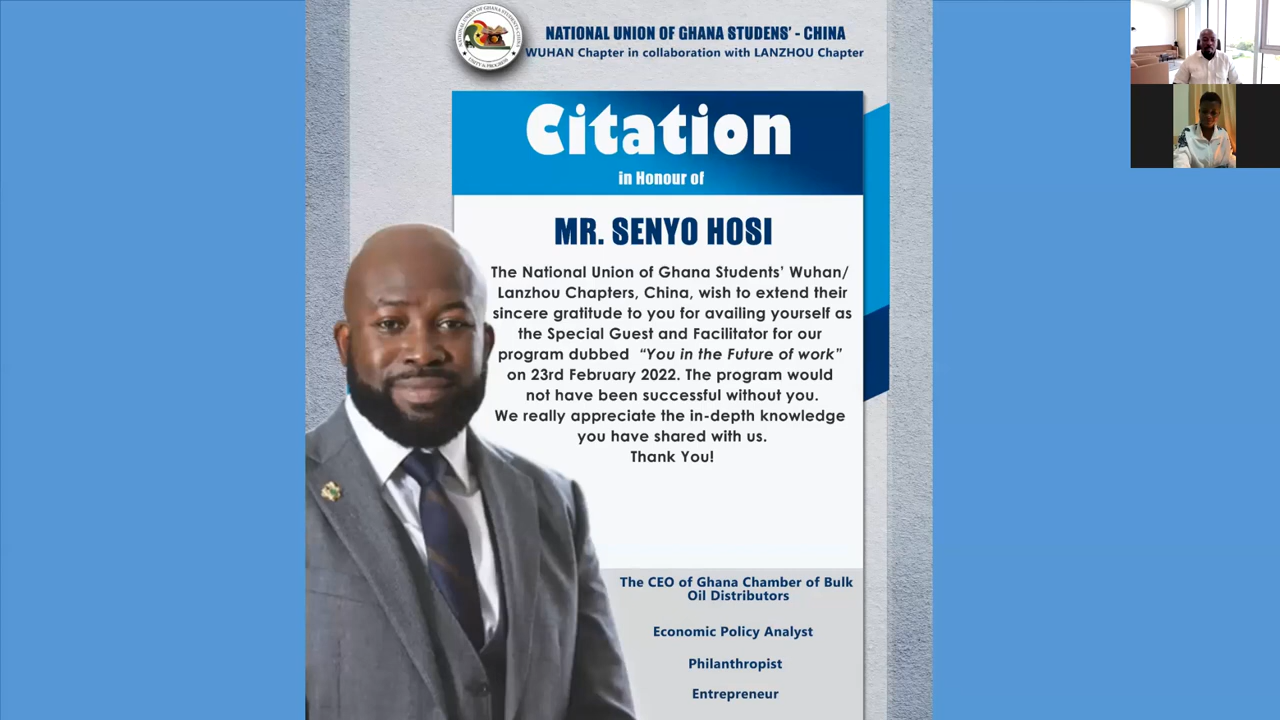 NATIONAL UNION OF GHANA STUDENS' - CHINA
WUHAN Chapter in collaboration with LANZHOU Chapter
Citation
in Honour of
MR. SENYO HOSI
The National Union of Ghana Students' Wuhan/
Lanzhou Chapters, China, wish to extend their
sincere gratitude to you for availing yourself as
the Special Guest and Facilitator for our
program dubbed “You in the Future of work”
on 23rd February 2022. The program would
not have been successful without you.
We really appreciate the in-depth knowledge
you have shared with us.
Thank You!
The CEO of Ghana Chamber of Bulk
Oil Distributors
Economic Policy Analyst
Philanthropist
Entrepreneur